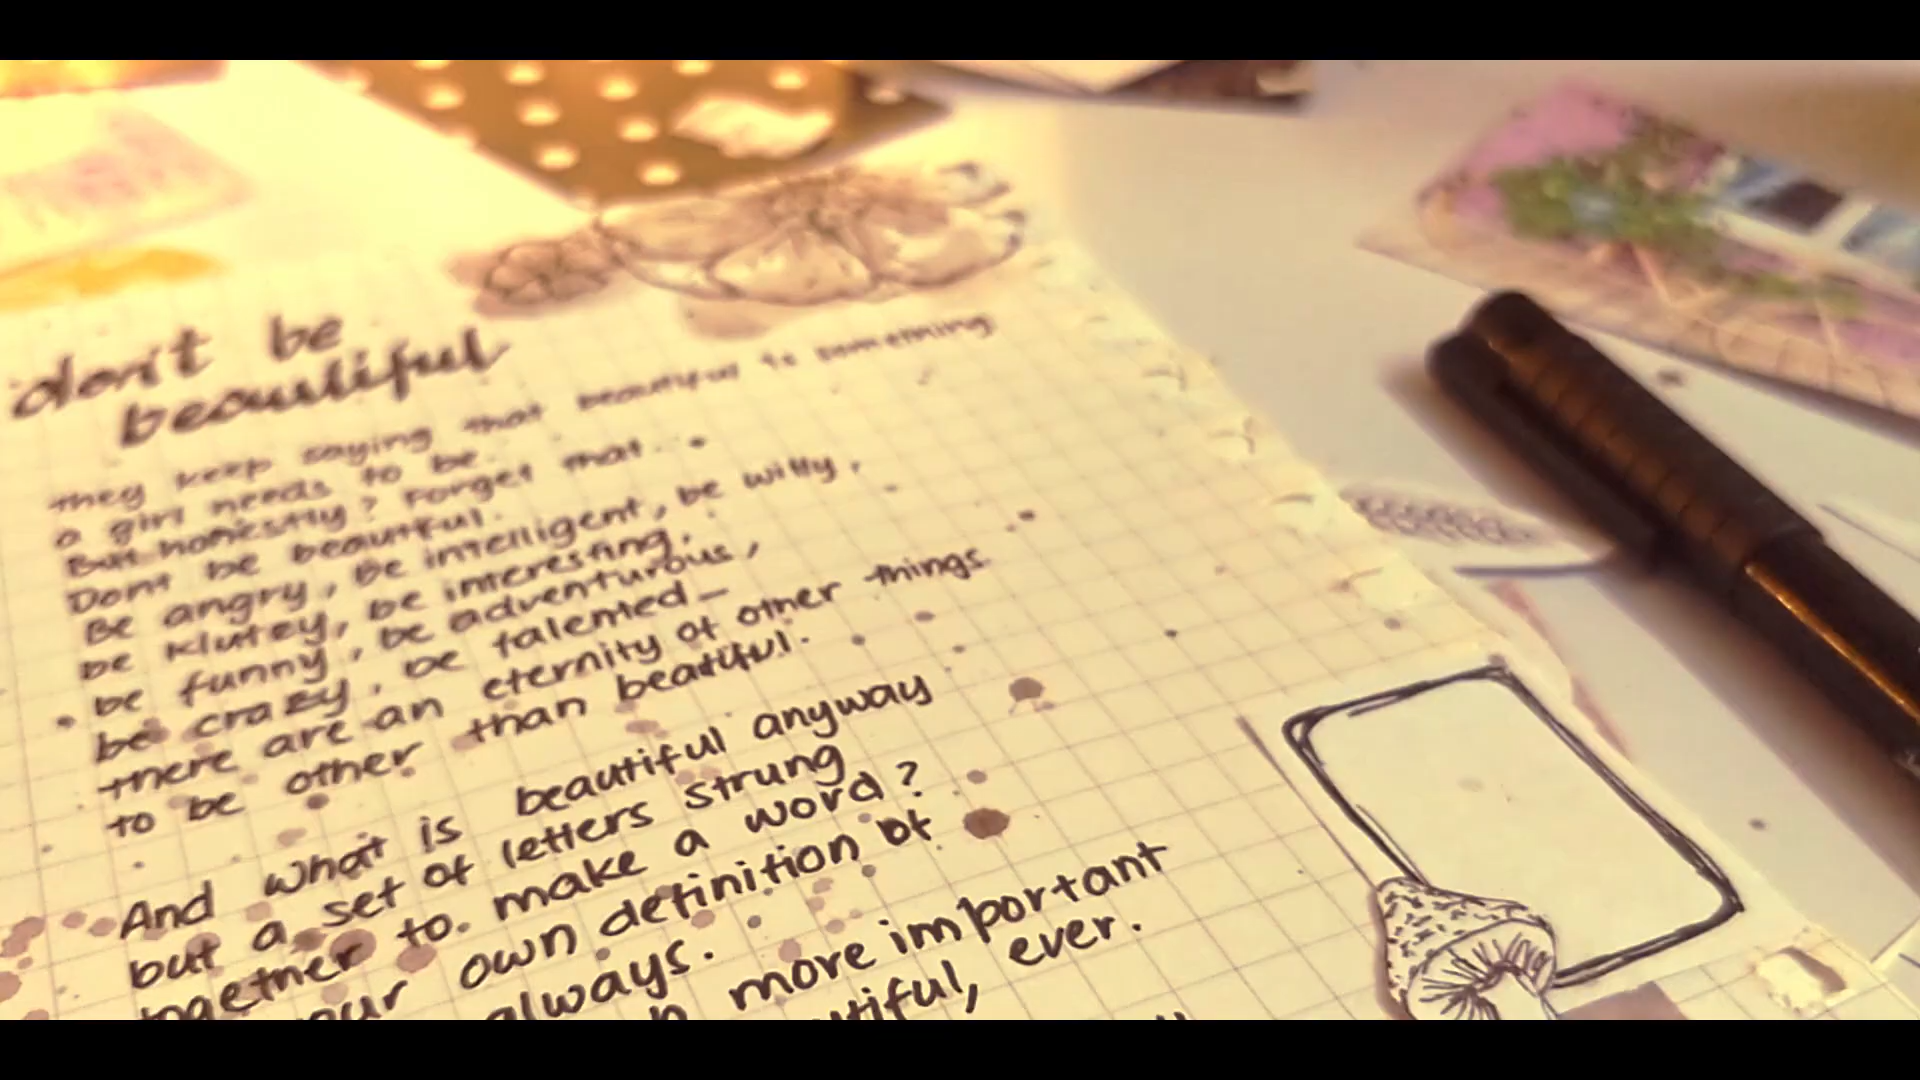 don't be
beautiful
they keep saying that beautiful is something
a girl needs to be.
But honestly? Forget that.
Dont be beautiful.
Be angry, Be intelligent, be witty,
be klutzy, be interesting,
be funny, be adventurous,
be crazy, be talented_
there are an eternity of other things
to be other than beatiful.
And what is beautiful anyway
but a set of letters strung
together to make a word?
own definition of
always.
more important
ever.